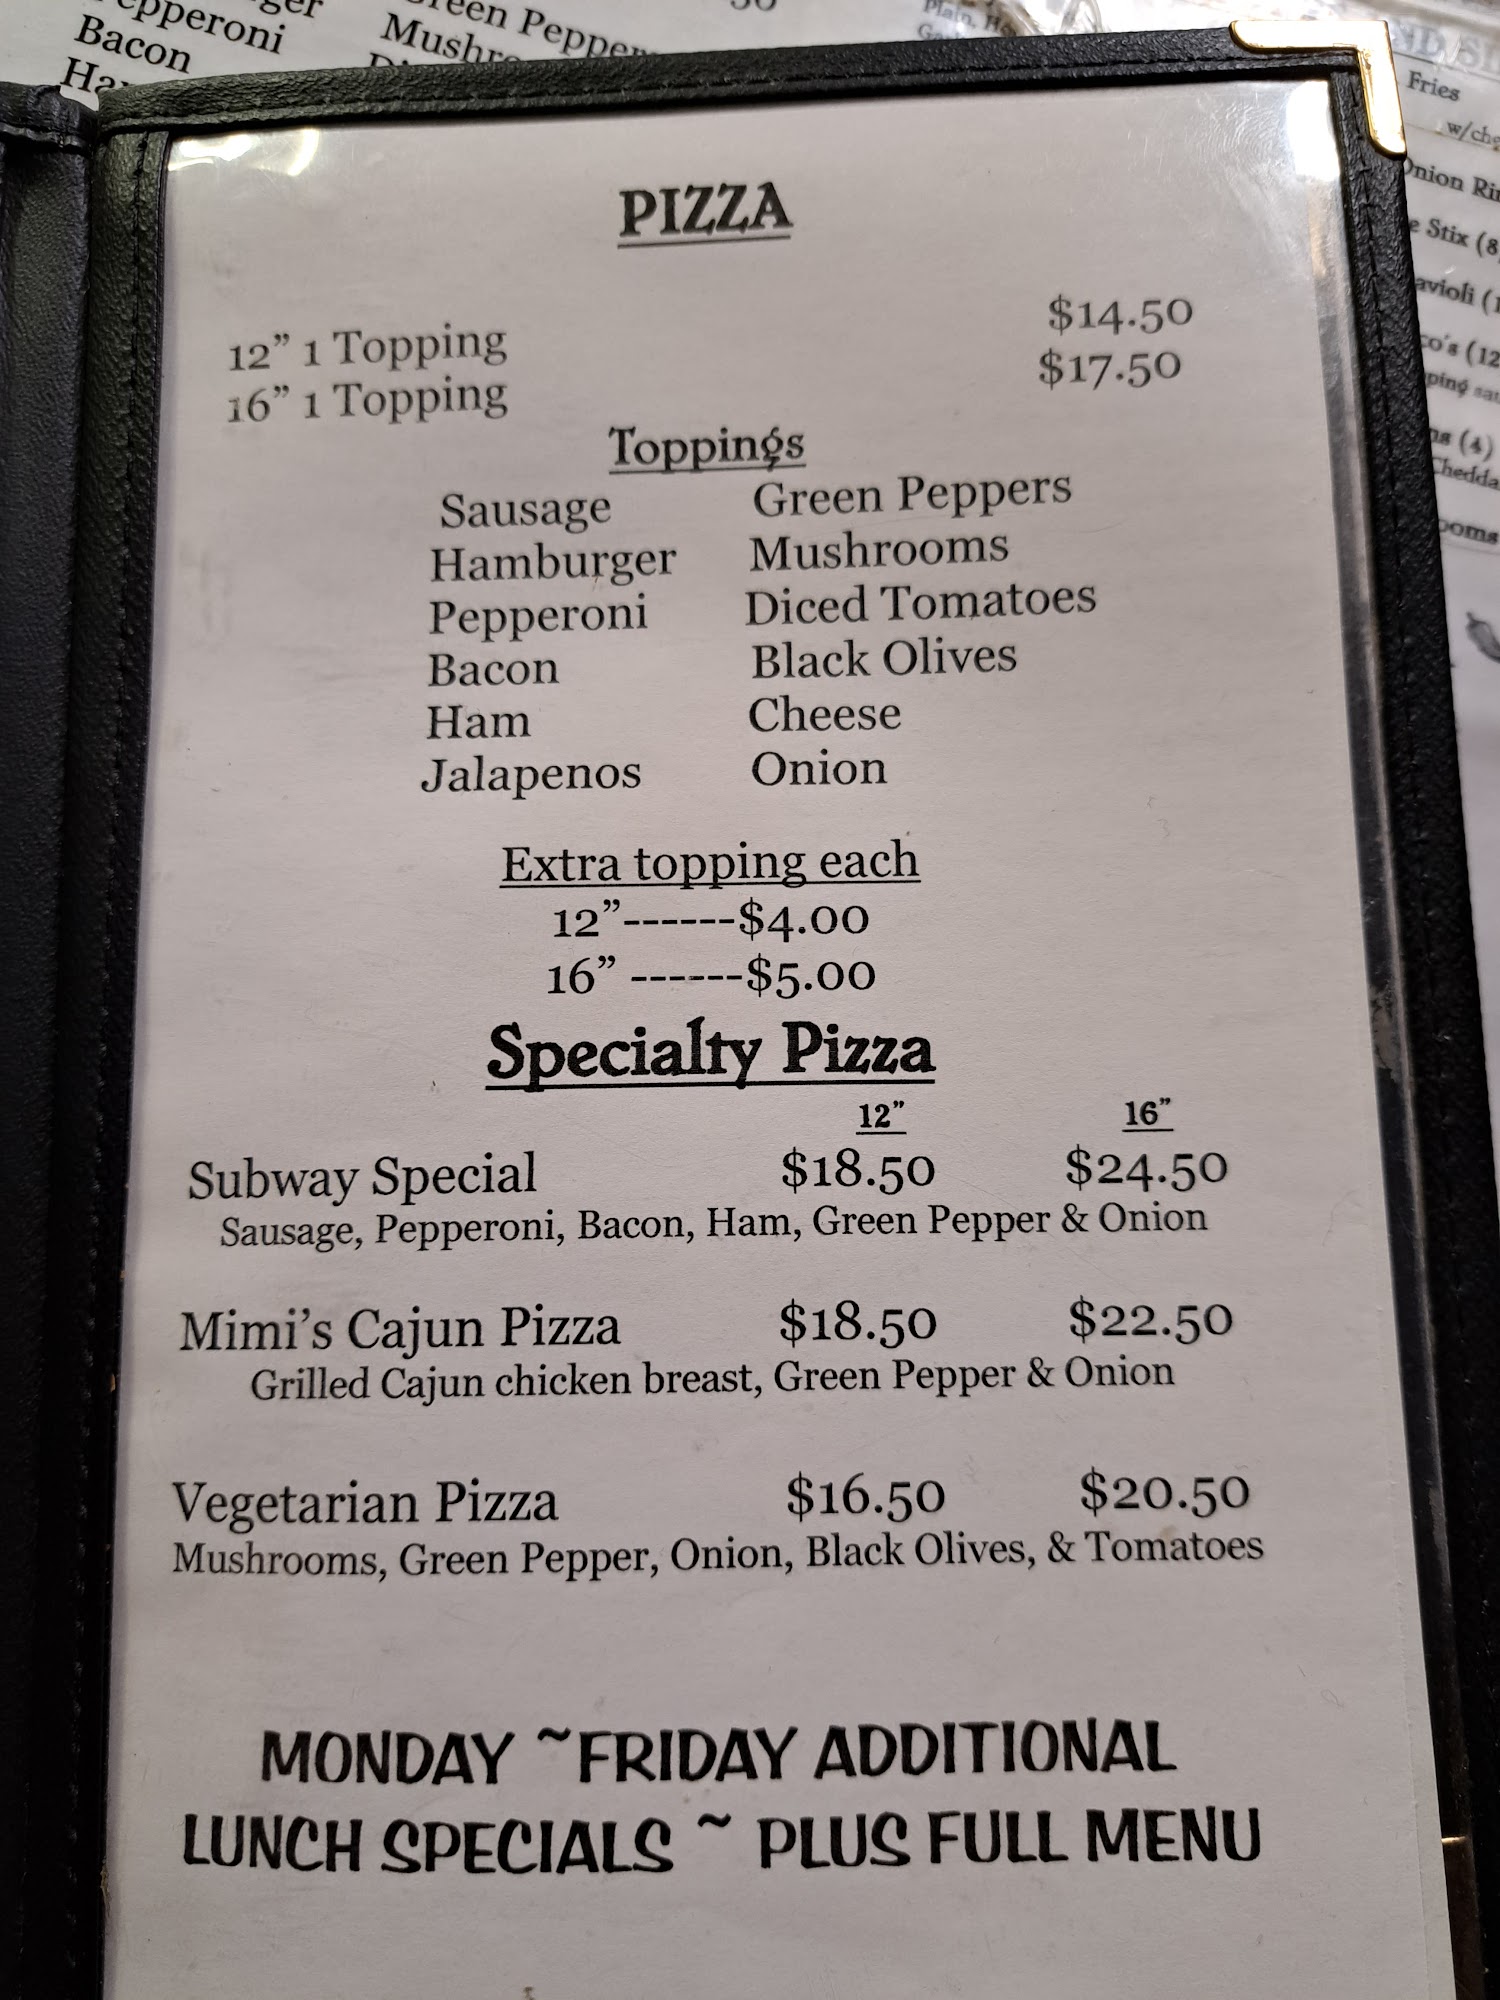 Bacon
Mushro
Fries
PIZZA
12” 1 Topping $14.50
16” 1 Topping $17.50
Toppings
Sausage Green Peppers
Hamburger Mushrooms
Pepperoni Diced Tomatoes
Bacon Black Olives
Ham Cheese
Jalapenos Onion
Extra topping each
12”------$4.00
16” ------$5.00
Specialty Pizza
12” 16”
Subway Special $18.50 $24.50
Sausage, Pepperoni, Bacon, Ham, Green Pepper & Onion
Mimi’s Cajun Pizza $18.50 $22.50
Grilled Cajun chicken breast, Green Pepper & Onion
Vegetarian Pizza $16.50 $20.50
Mushrooms, Green Pepper, Onion, Black Olives, & Tomatoes
MONDAY ~FRIDAY ADDITIONAL
LUNCH SPECIALS ~ PLUS FULL MENU